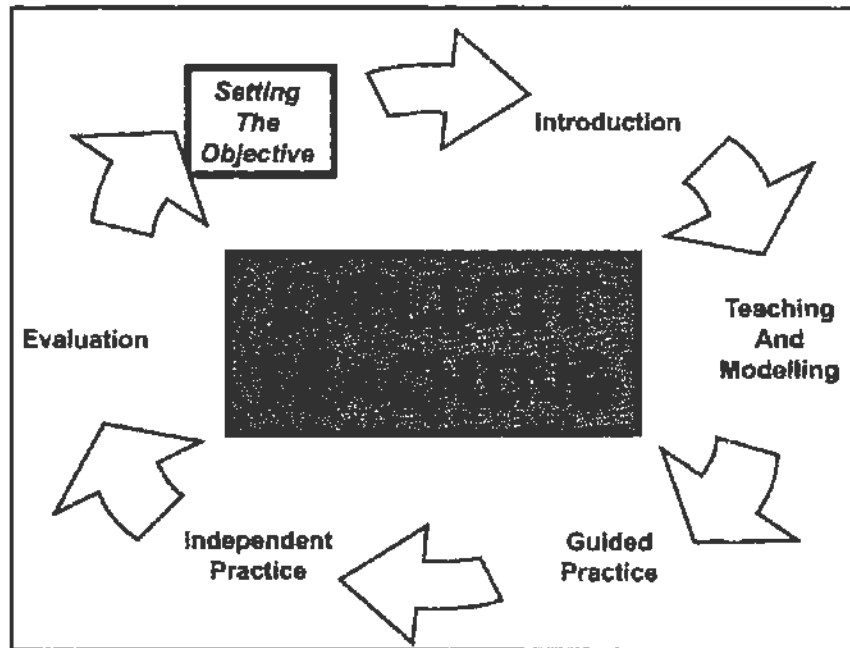 Setting
The
Objective
Introduction
Teaching
And
Modelling
Guided
Practice
Independent
Practice
Evaluation